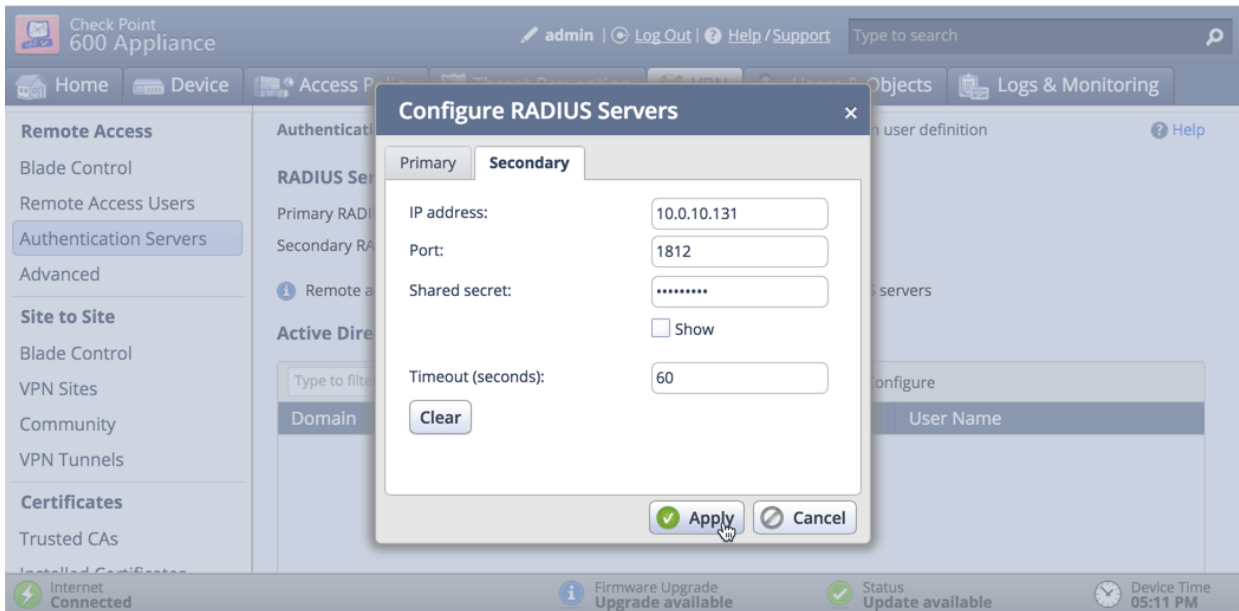 Check Point
600 Appliance
admin | Log Out | Help / Support
Type to search
Home Device Access VPN Objects Logs & Monitoring
Remote Access
Blade Control
Remote Access Users
Authentication Servers
Advanced
Site to Site
Blade Control
VPN Sites
Community
VPN Tunnels
Certificates
Trusted CAs
Installed Certificates
Authenticati
n user definition
Help
RADIUS Ser
Primary RADI
Secondary RA
Remote a
servers
Active Dire
Type to filte
Configure
Domain
User Name
Configure RADIUS Servers ×
Primary Secondary
IP address: 10.0.10.131
Port: 1812
Shared secret: •••••••••
Show
Timeout (seconds): 60
Clear
Apply Cancel
Internet
Connected
Firmware Upgrade
Upgrade available
Status
Update available
Device Time
05:11 PM